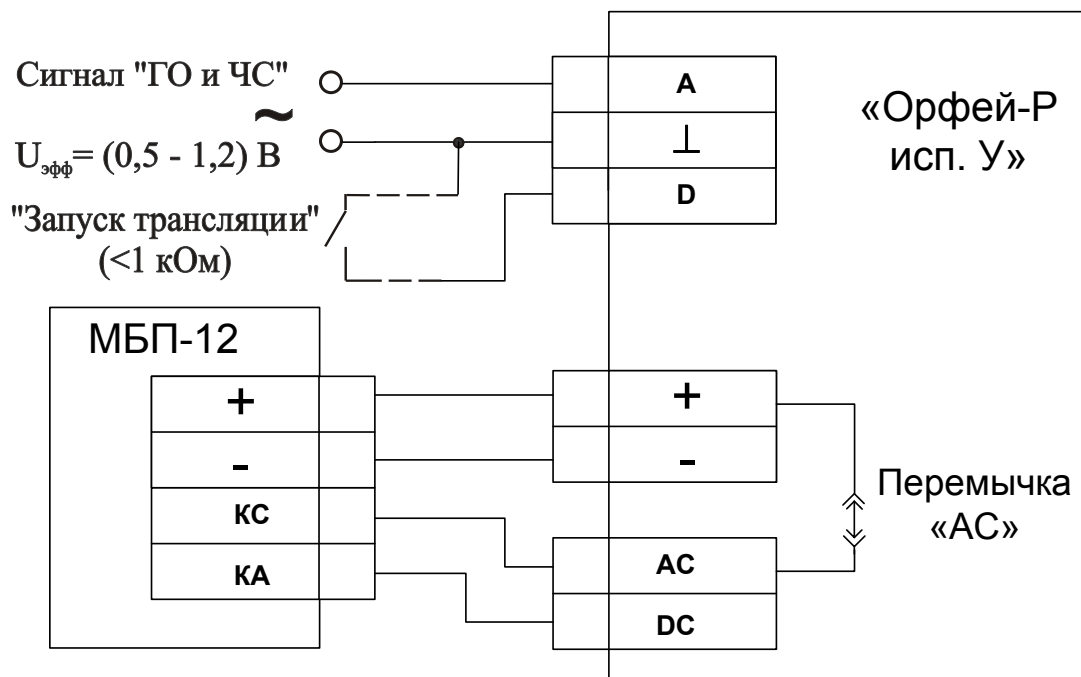 Сигнал "ГО и ЧС"
~
Uэфф= (0,5 - 1,2) В
"Запуск трансляции"
(<1 кОм)
A
⊥
D
«Орфей-Р
исп. У»
МБП-12
+
-
КС
КА
+
-
AC
DC
Перемычка
«АС»